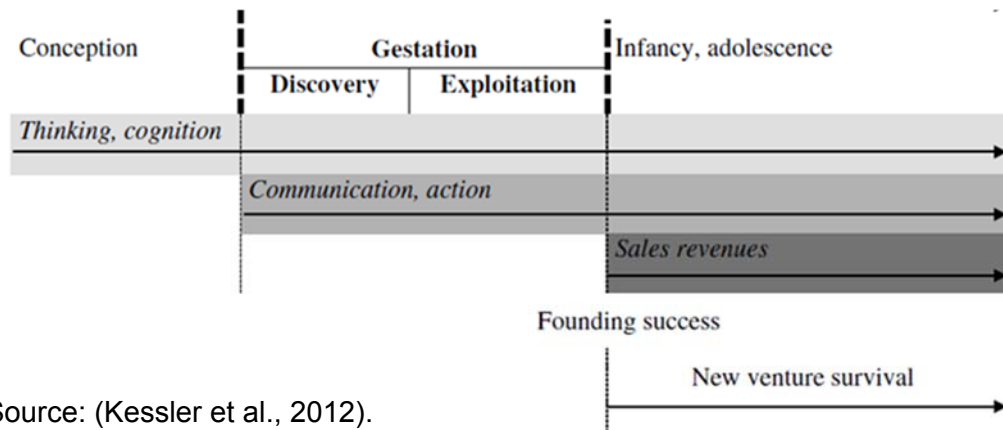 Conception
Gestation
Infancy, adolescence
Discovery
Exploitation
Thinking, cognition
Communication, action
Sales revenues
Founding success
New venture survival
Source: (Kessler et al., 2012).